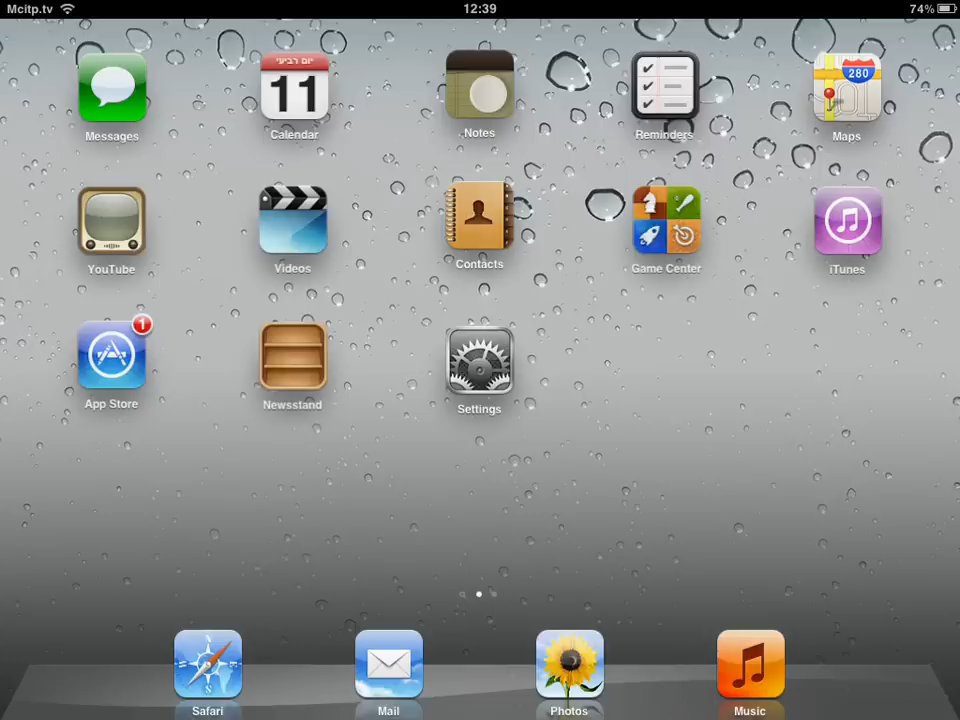 Mcitp.tv 12:39 74%
יום רביעי
11
280
Messages Calendar Notes Reminders Maps
YouTube Videos Contacts Game Center iTunes
1
App Store Newsstand Settings
Safari Mail Photos Music